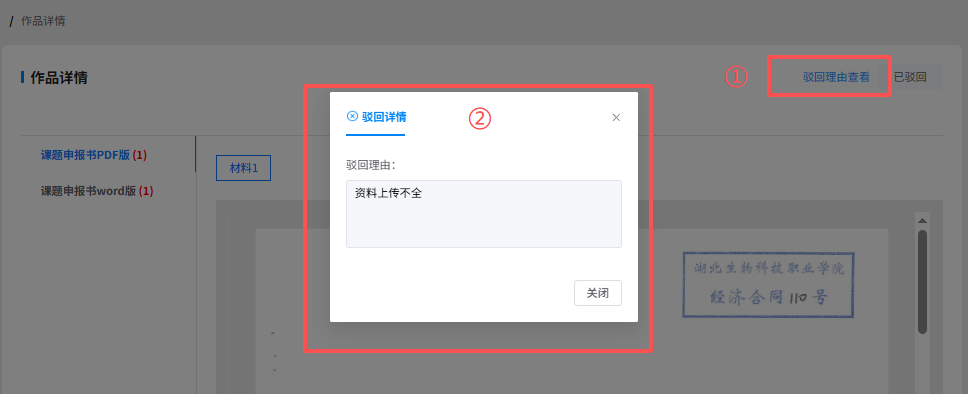 / 作品详情
作品详情
①
驳回理由查看
已驳回
驳回详情
②
驳回理由：
资料上传不全
关闭
课题申报书PDF版 (1)
课题申报书word版 (1)
材料1
湖北生物科技职业学院
经济合同110号